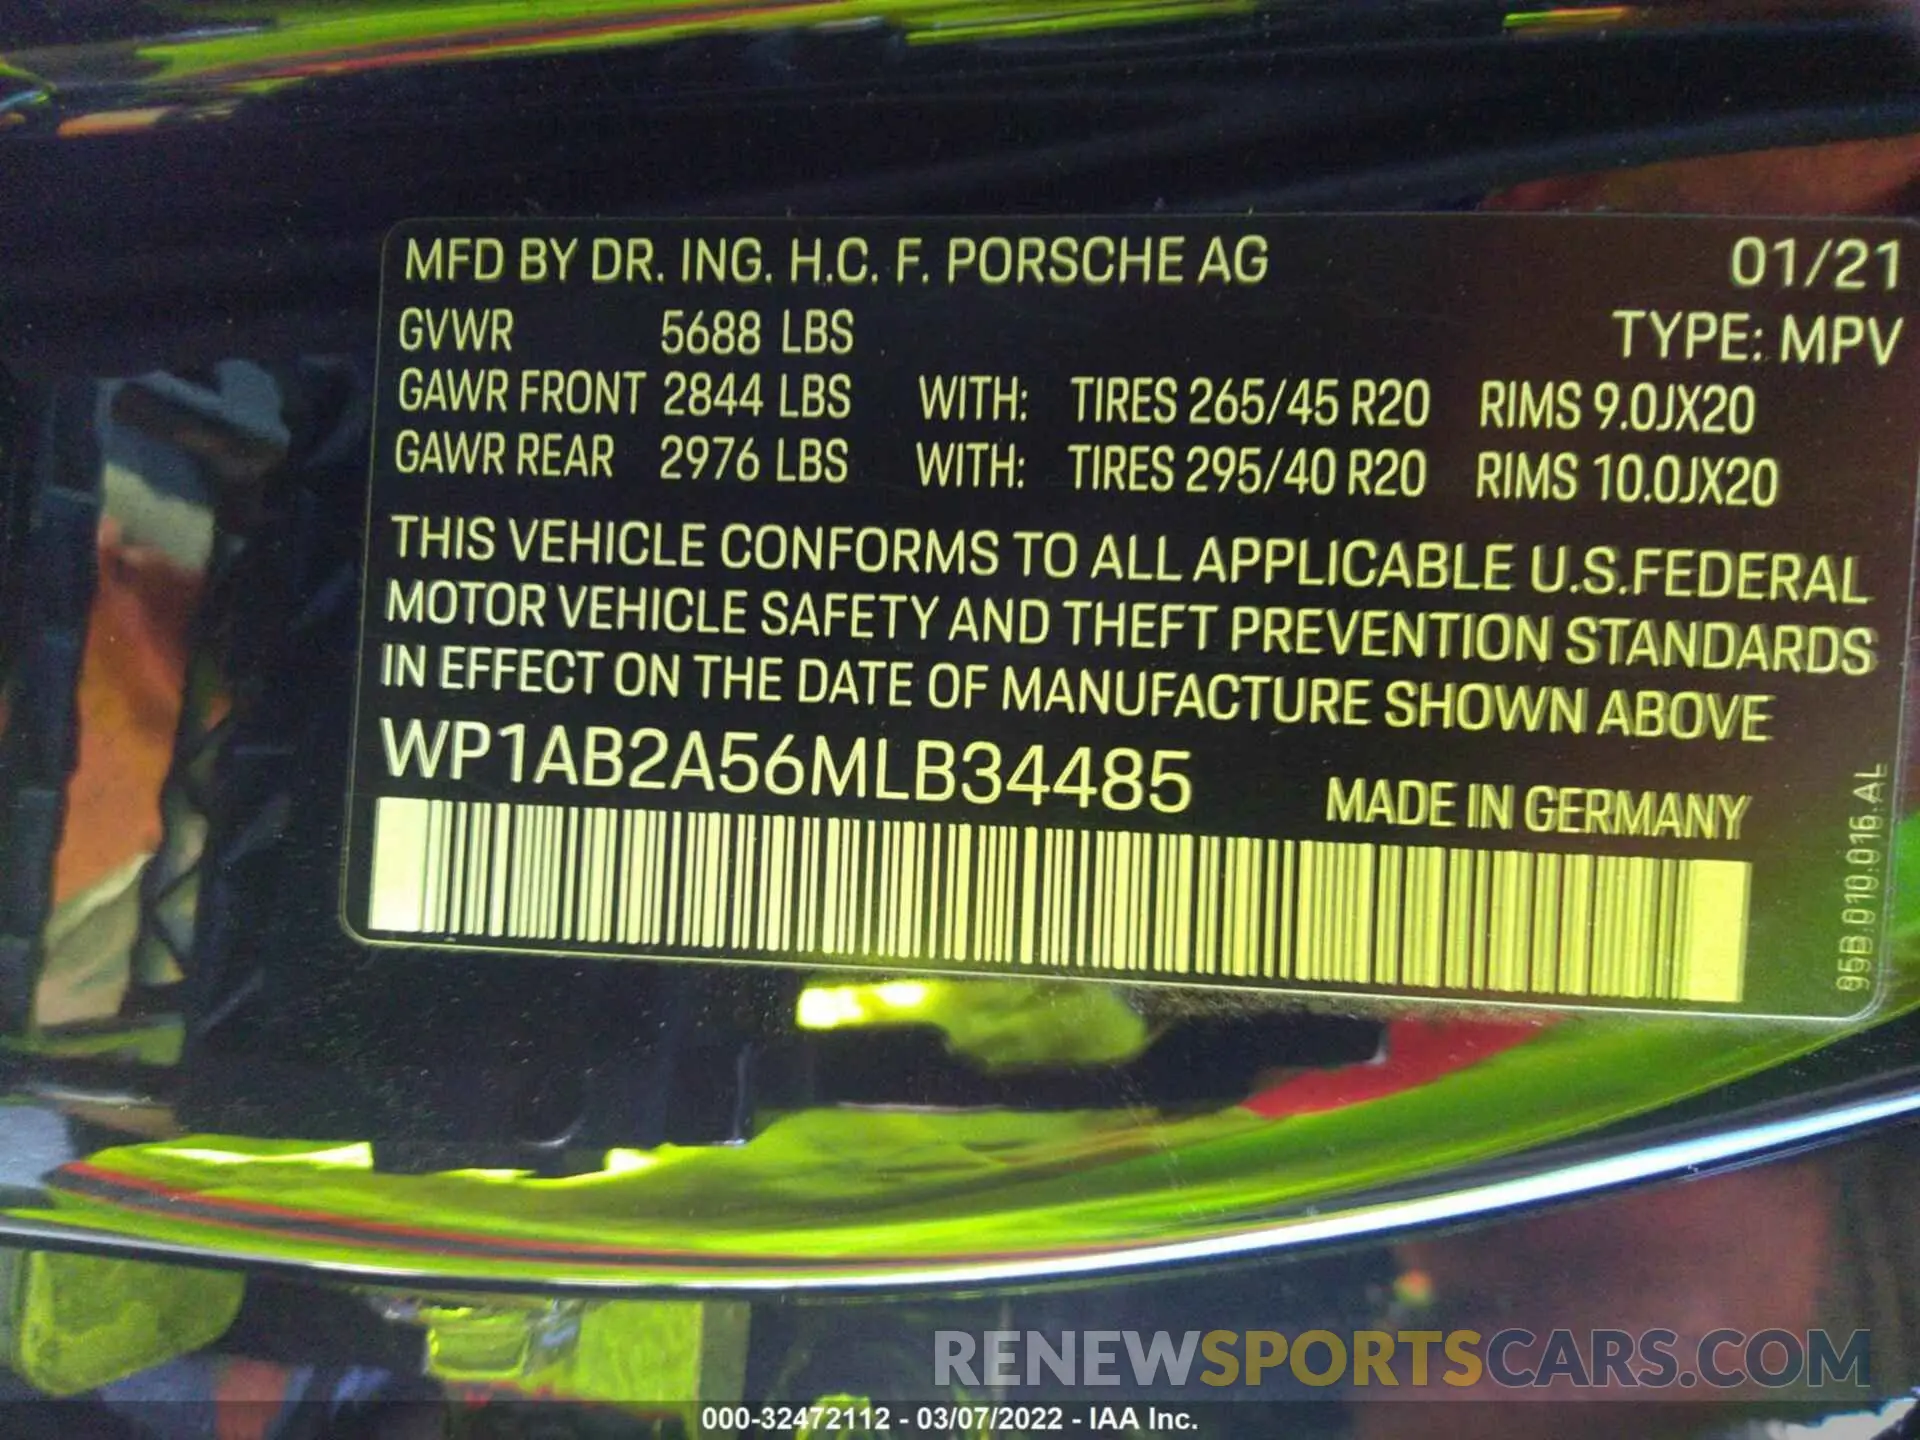 MFD BY DR. ING. H.C. F. PORSCHE AG 01/21
GVWR 5688 LBS TYPE: MPV
GAWR FRONT 2844 LBS WITH: TIRES 265/45 R20 RIMS 9.0JX20
GAWR REAR 2976 LBS WITH: TIRES 295/40 R20 RIMS 10.0JX20
THIS VEHICLE CONFORMS TO ALL APPLICABLE U.S.FEDERAL
MOTOR VEHICLE SAFETY AND THEFT PREVENTION STANDARDS
IN EFFECT ON THE DATE OF MANUFACTURE SHOWN ABOVE
WP1AB2A56MLB34485
MADE IN GERMANY
95B.010.016.AL
RENEWSPORTSCARS.COM
000-32472112 - 03/07/2022 - IAA Inc.